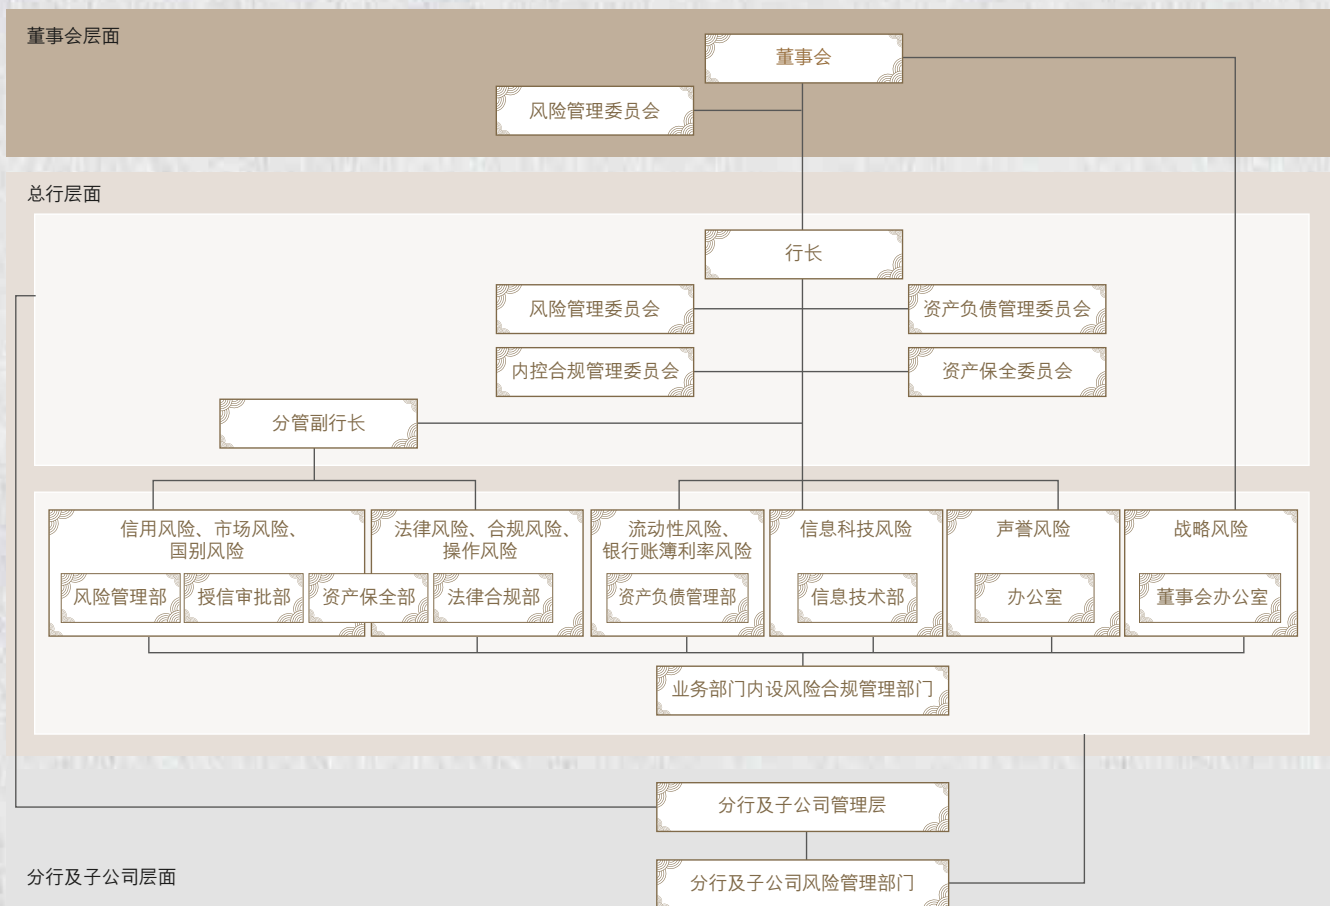 董事会层面
董事会
风险管理委员会
总行层面
行长
风险管理委员会
资产负债管理委员会
内控合规管理委员会
资产保全委员会
分管副行长
信用风险、市场风险、
国别风险
法律风险、合规风险、
操作风险
流动性风险、
银行账簿利率风险
信息科技风险
声誉风险
战略风险
风险管理部
授信审批部
资产保全部
法律合规部
资产负债管理部
信息技术部
办公室
董事会办公室
业务部门内设风险合规管理部门
分行及子公司管理层
分行及子公司层面
分行及子公司风险管理部门